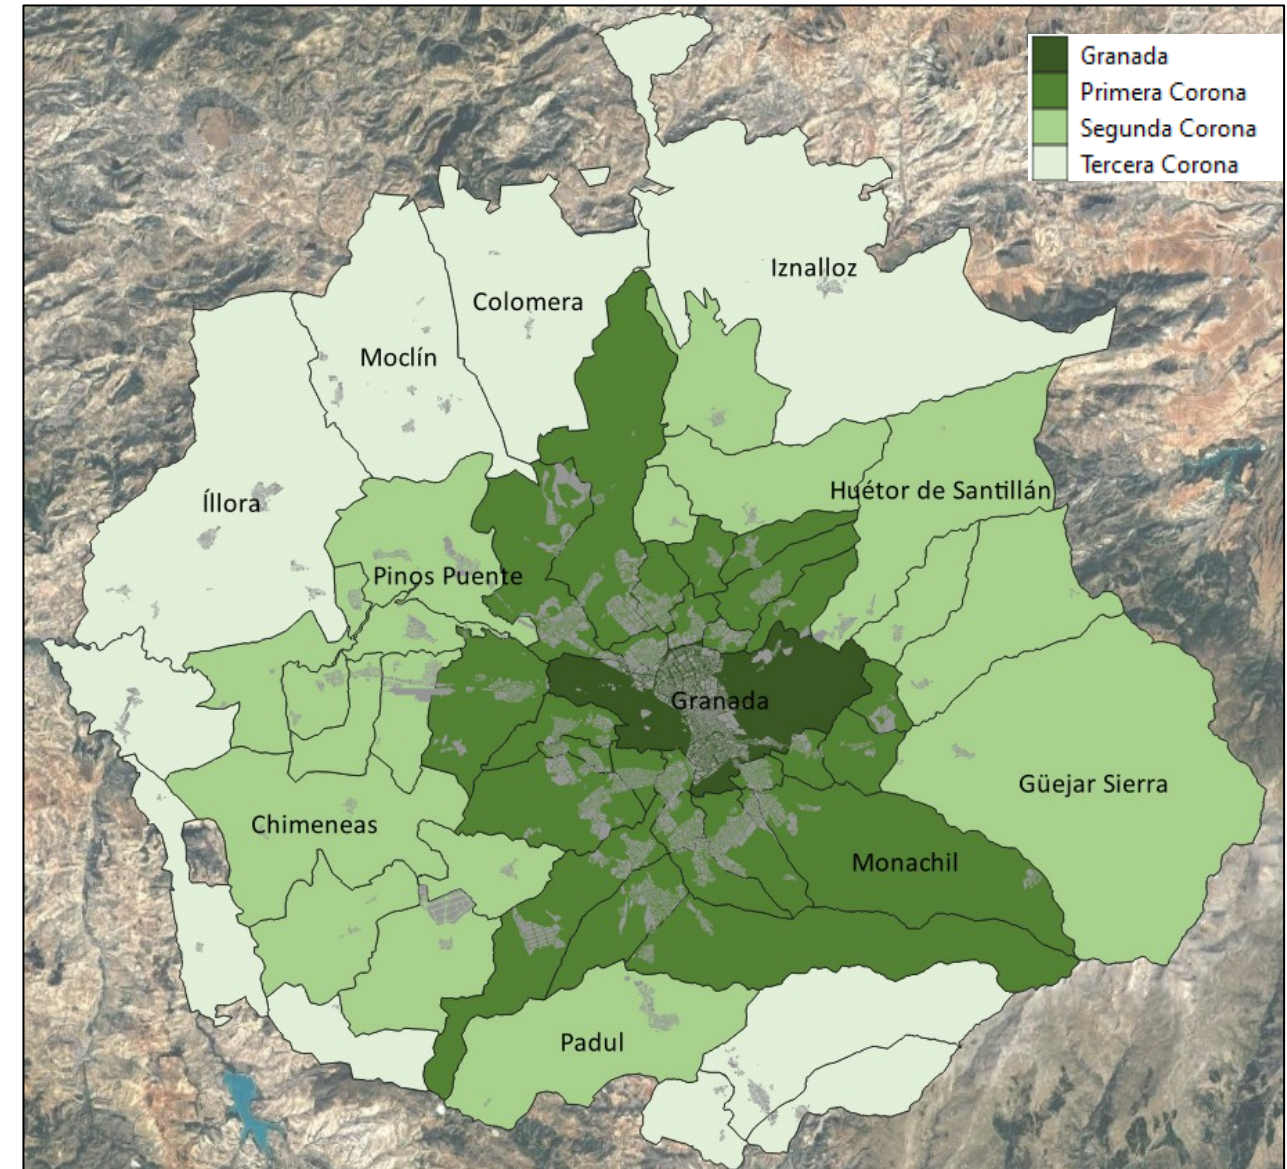 Granada
Primera Corona
Segunda Corona
Tercera Corona
Iznalloz
Colomera
Moclín
Íllora
Huétor de Santillán
Pinos Puente
Granada
Güejar Sierra
Chimeneas
Monachil
Padul